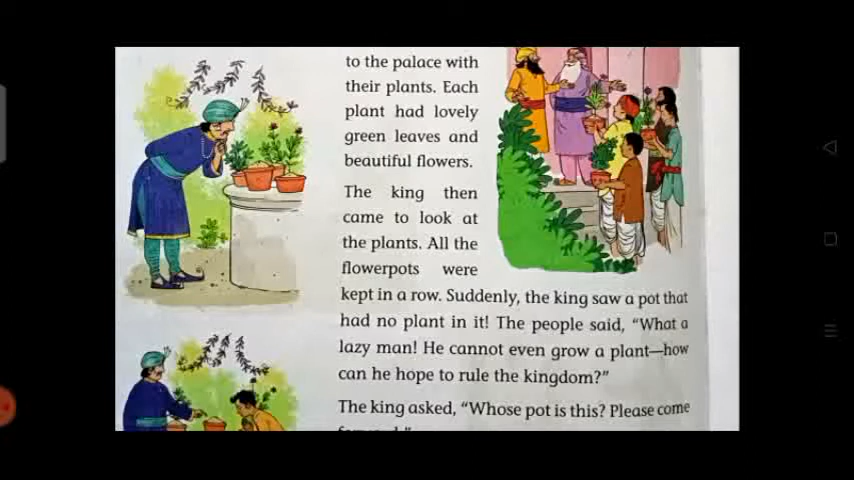 to the palace with
their plants. Each
plant had lovely
green leaves and
beautiful flowers.
The king then
came to look at
the plants. All the
flowerpots were
kept in a row. Suddenly, the king saw a pot that
had no plant in it! The people said, “What a
lazy man! He cannot even grow a plant—how
can he hope to rule the kingdom?”
The king asked, “Whose pot is this? Please come